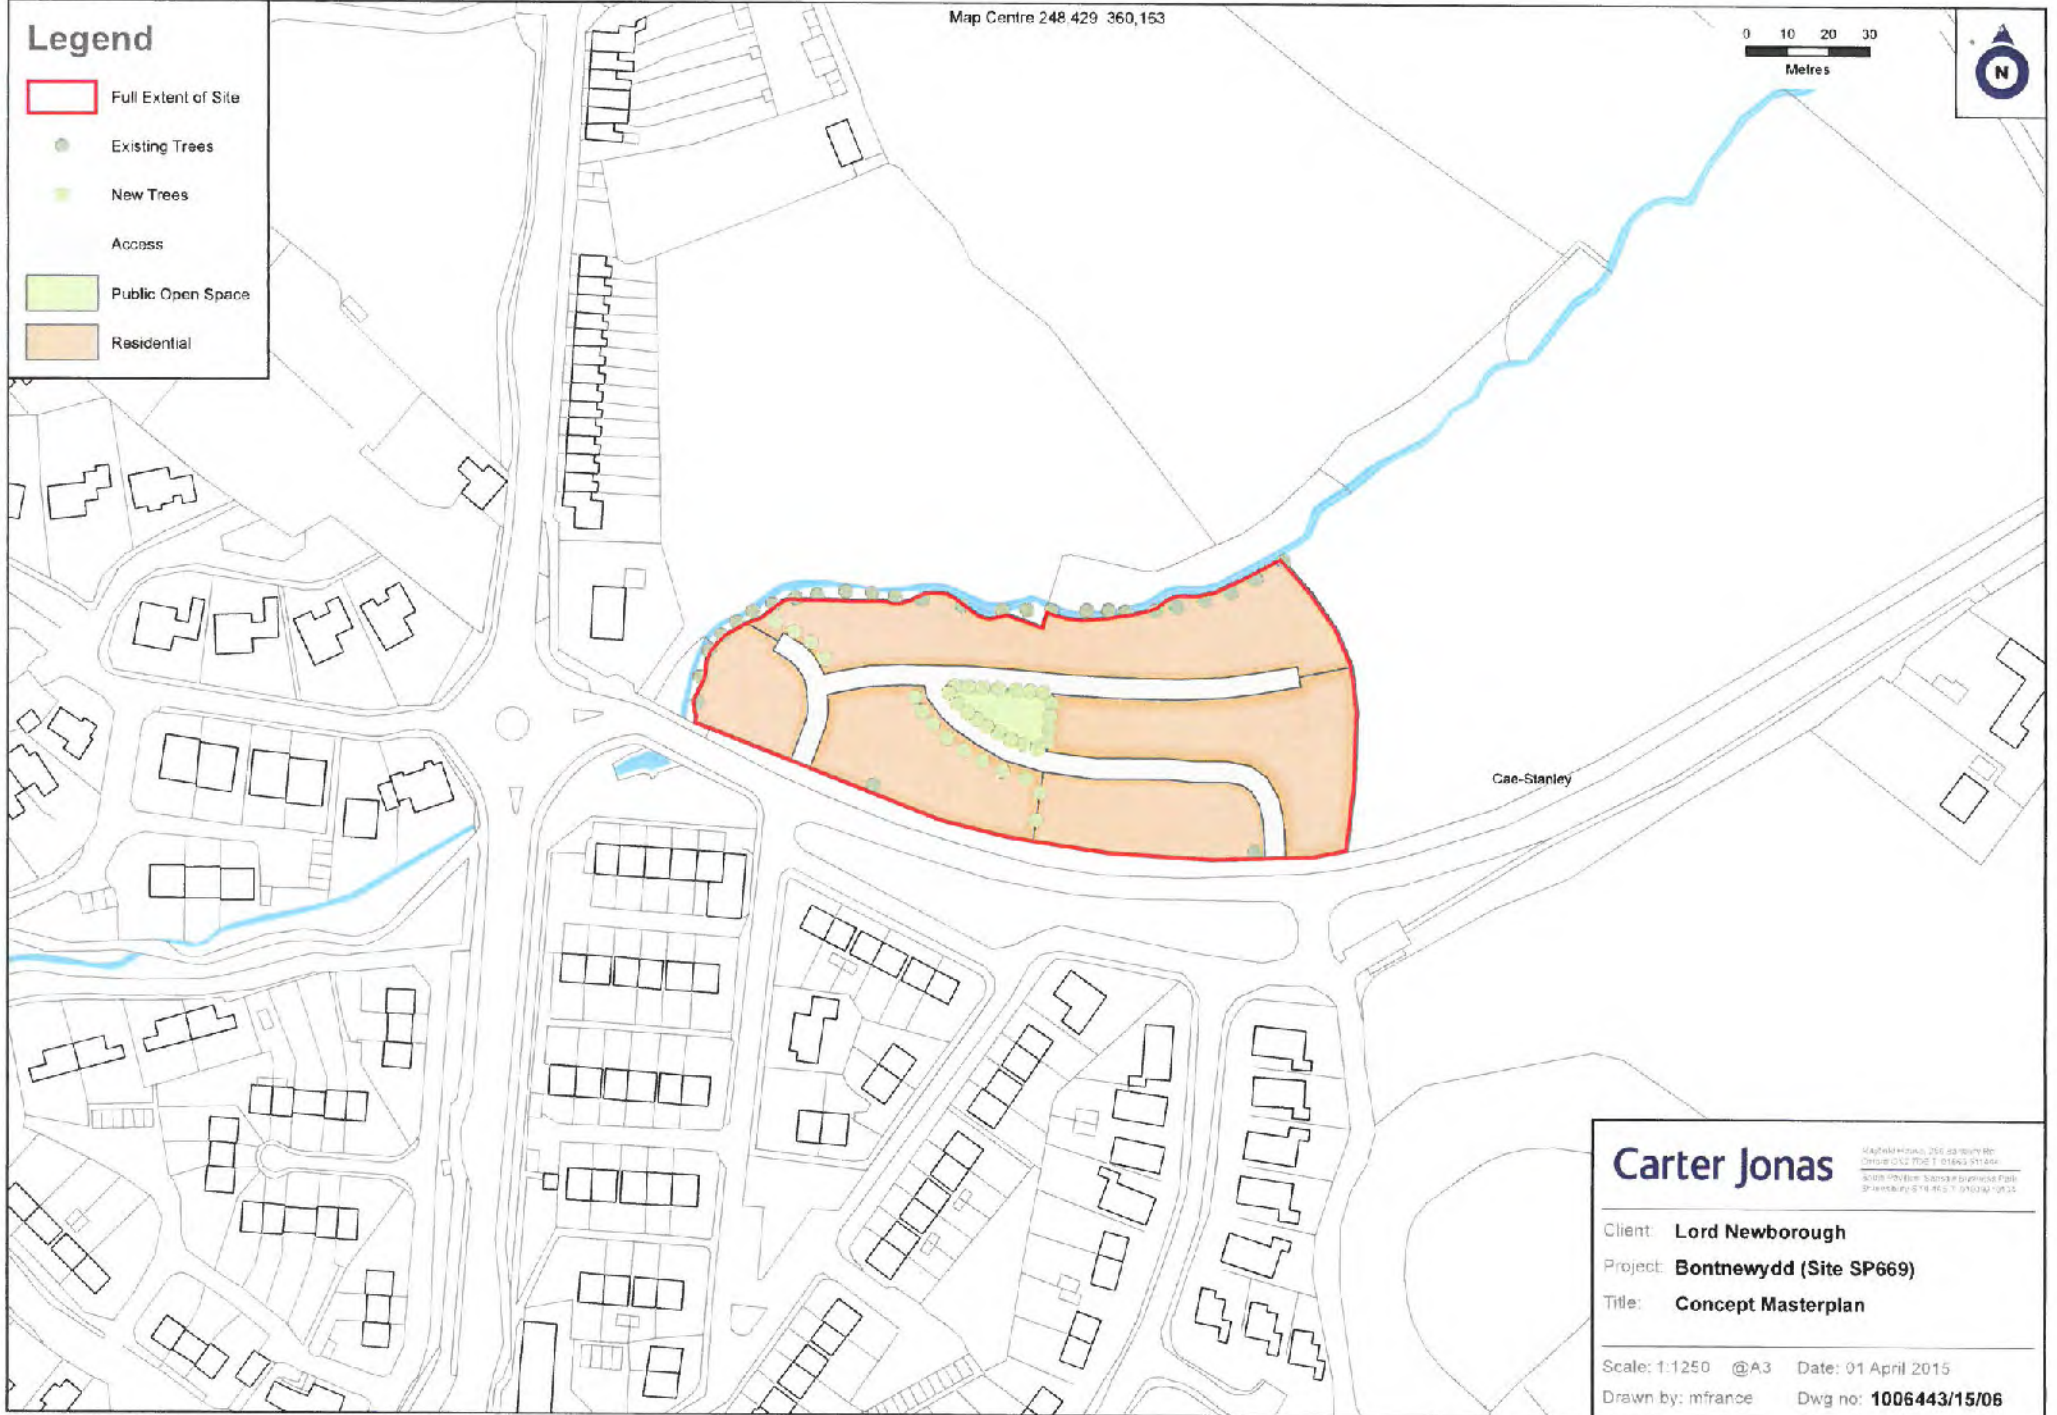 Map Centre 248,429 360,153
Legend
Full Extent of Site
Existing Trees
New Trees
Access
Public Open Space
Residential
0 10 20 30
Metres
N
Cae-Stanley
Carter Jonas
Client: Lord Newborough
Project: Bontnewydd (Site SP669)
Title: Concept Masterplan
Scale: 1:1250 @A3 Date: 01 April 2015
Drawn by: mfrance Dwg no: 1006443/15/06